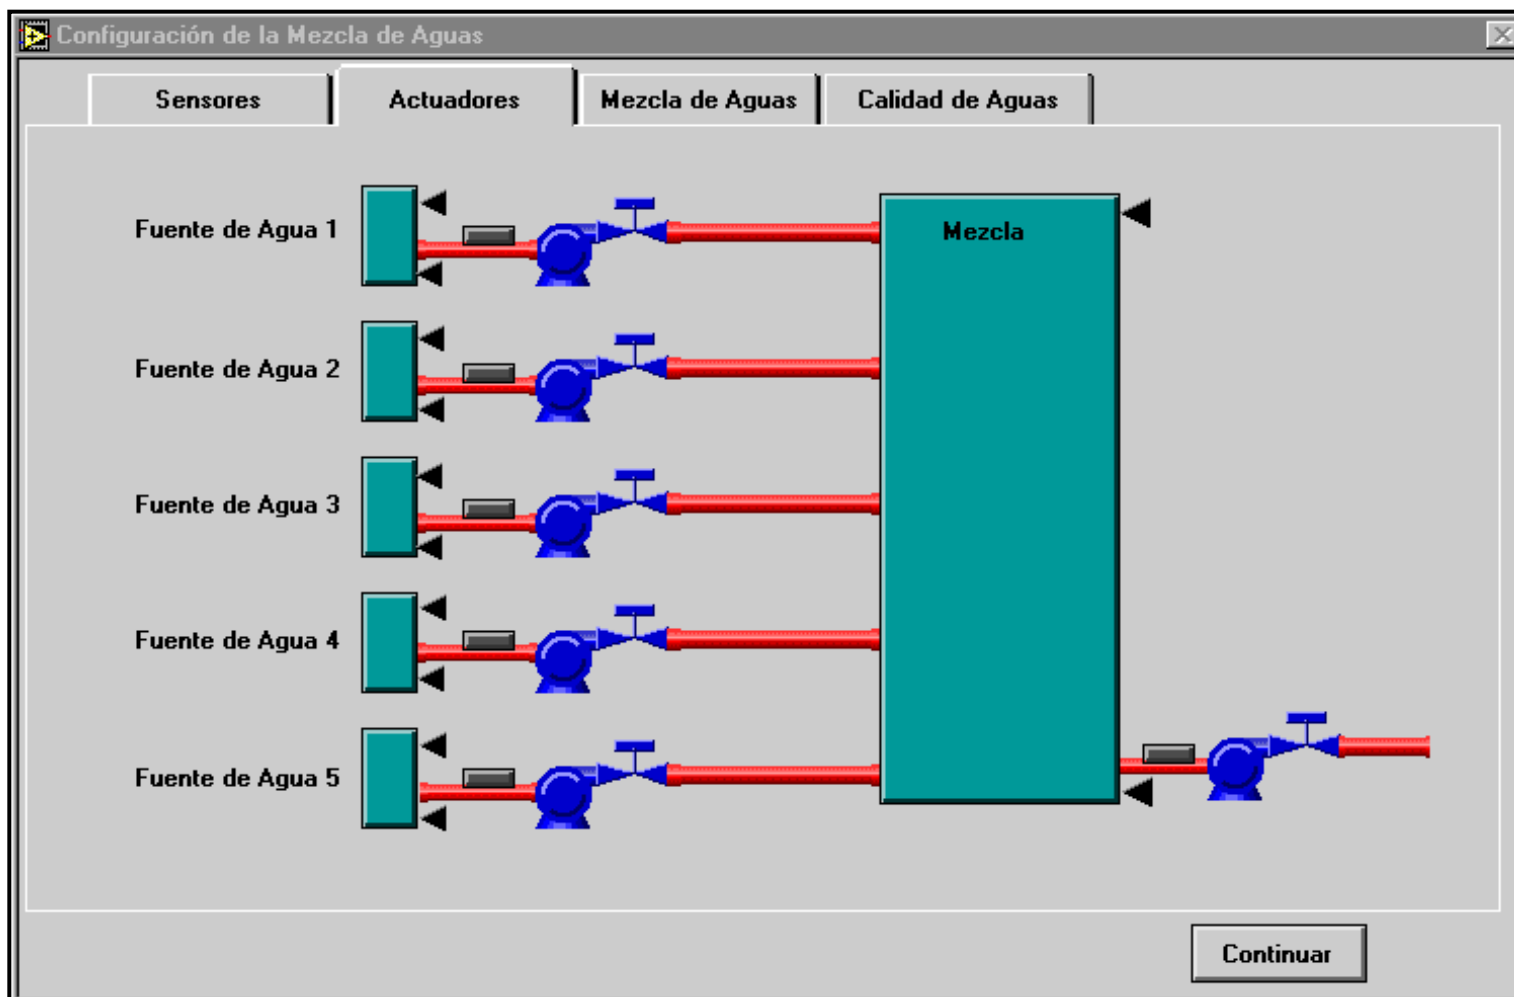 Configuración de la Mezcla de Aguas
Sensores
Actuadores
Mezcla de Aguas
Calidad de Aguas
Fuente de Agua 1
Mezcla
Fuente de Agua 2
Fuente de Agua 3
Fuente de Agua 4
Fuente de Agua 5
Continuar